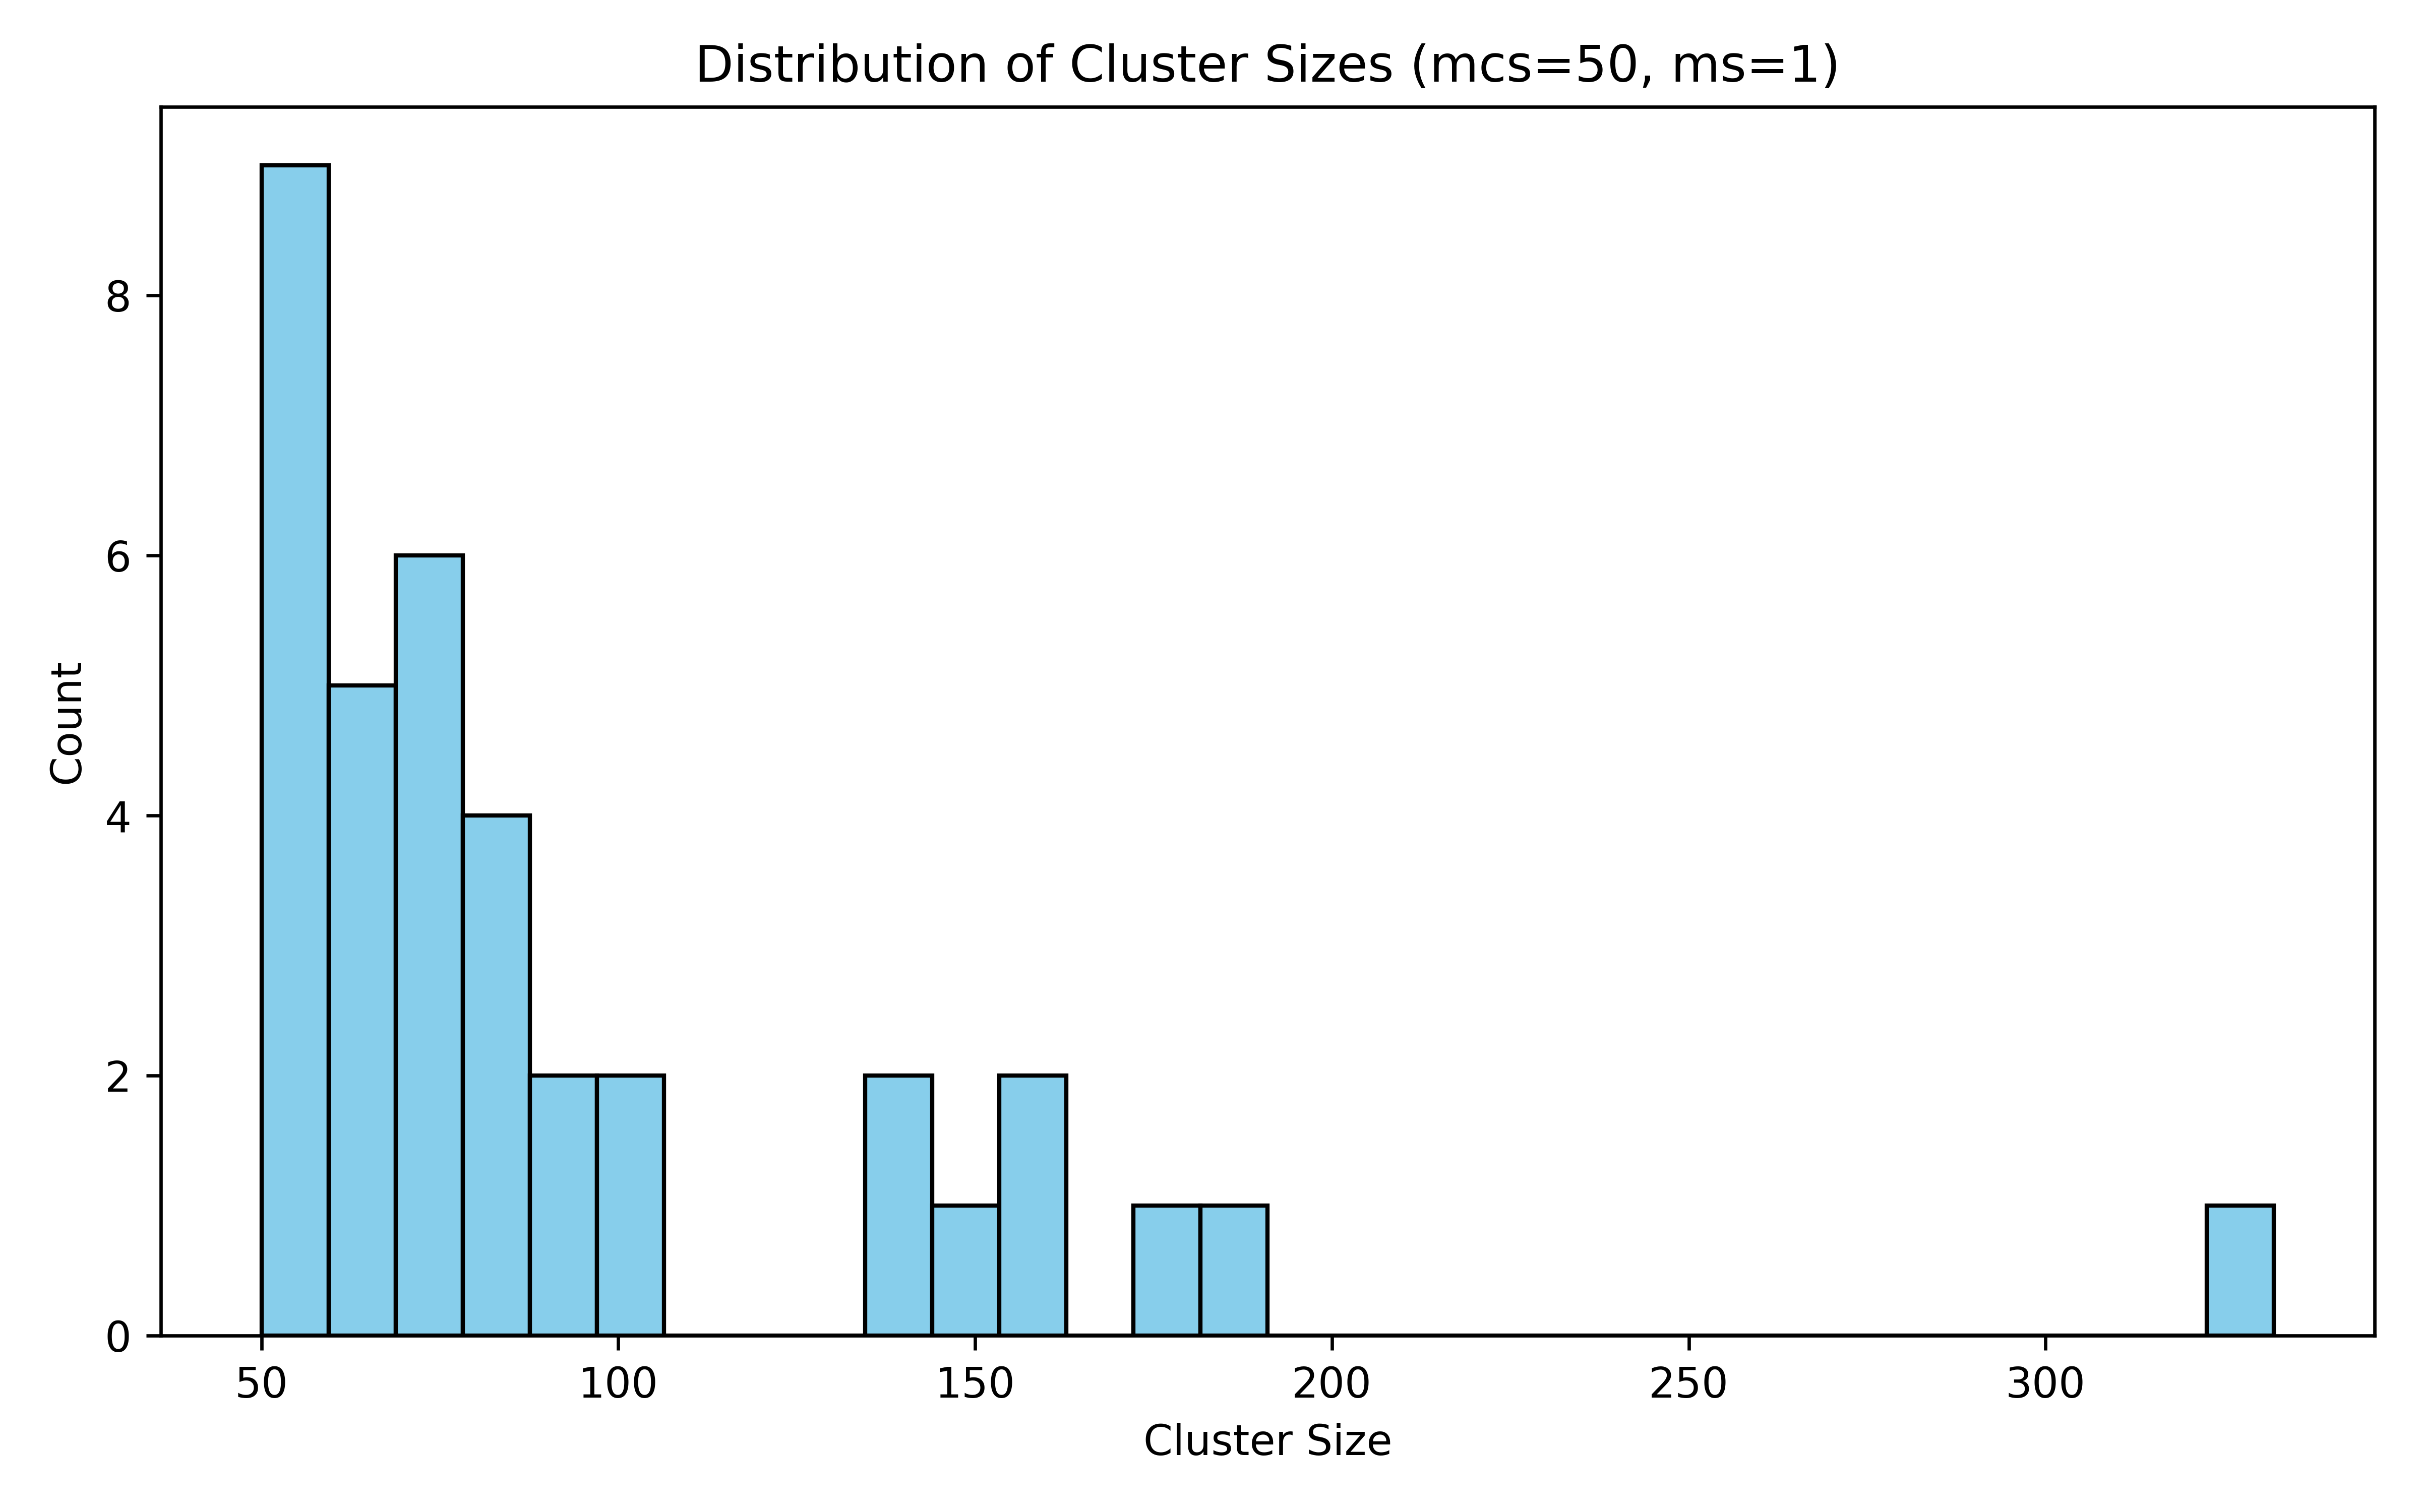 Distribution of Cluster Sizes (mcs=50, ms=1)
8
6
4
2
0
Count
50 100 150 200 250 300
Cluster Size